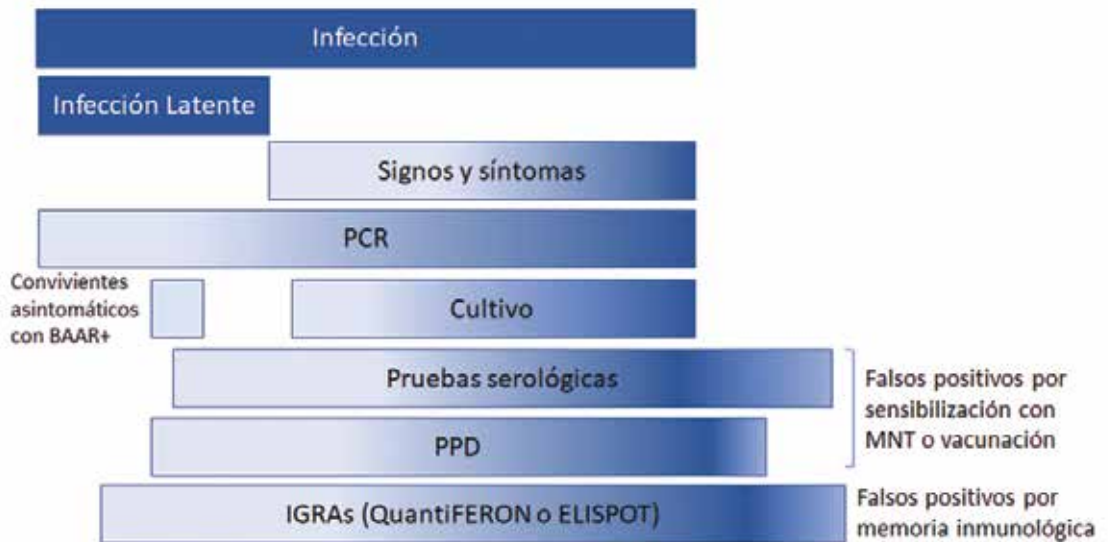 Infección
Infección Latente
Signos y síntomas
PCR
Convivientes
asintomáticos
con BAAR+
Cultivo
Pruebas serológicas
Falsos positivos por
sensibilización con
MNT o vacunación
PPD
IGRAs (QuantiFERON o ELISPOT)
Falsos positivos por
memoria inmunológica